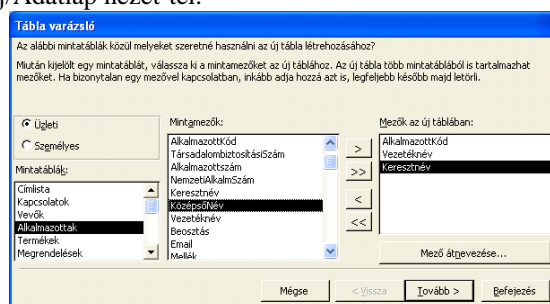 j/Adatlap nézet-tel.
Tábla varázsló
Az alábbi mintatáblák közül melyeket szeretné használni az új tábla létrehozásához?
Miután kijelölt egy mintatáblát, válassza ki a mintamezőket az új táblához. Az új tábla több mintatáblából is tartalmazhat
mezőket. Ha bizonytalan egy mezővel kapcsolatban, inkább adja hozzá azt is, legfeljebb később majd letörli.
Üzleti
Személyes
Mintatáblák:
Címlista
Kapcsolatok
Vevők
Alkalmazottak
Termékek
Megrendelések
Mintamezők:
AlkalmazottKód
TársadalombiztosításiSzám
Alkalmazottszám
NemzetiAlkalmSzám
Keresztnév
KözépsőNév
Vezetéknév
Beosztás
Email
Mellék
>
>>
<
<<
Mezők az új táblában:
AlkalmazottKód
Vezetéknév
Keresztnév
Mező átnevezése...
Mégse
< Vissza
Tovább >
Befejezés